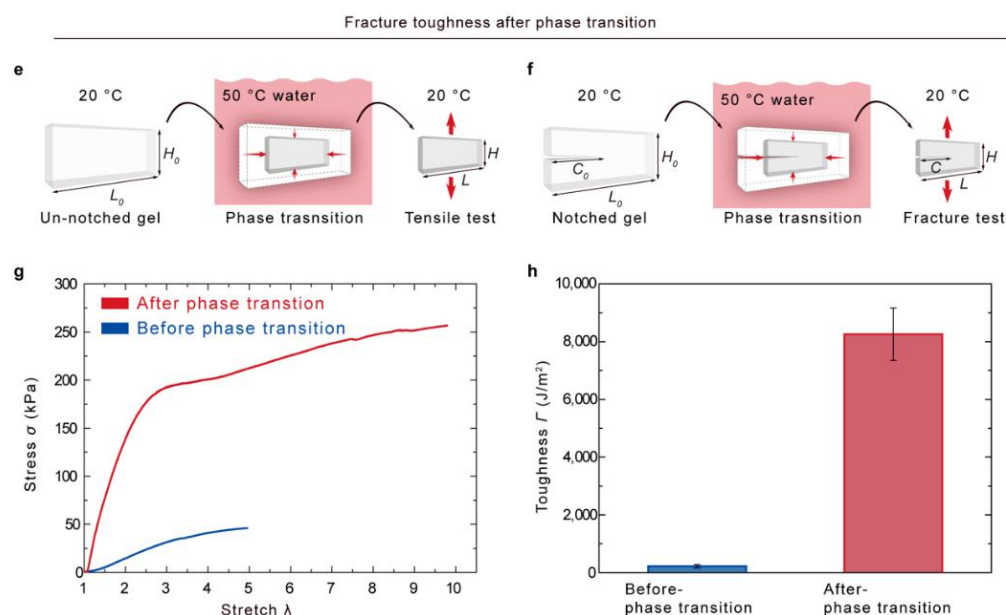 Fracture toughness after phase transition
e
20 °C
50 °C water
20 °C
H₀
L₀
H
L
Un-notched gel
Phase trasnsition
Tensile test
f
20 °C
50 °C water
20 °C
C₀
H₀
L₀
C
H
L
Notched gel
Phase trasnsition
Fracture test
g
After phase transtion
Before phase transition
Stress σ (kPa)
300
250
200
150
100
50
0
1 2 3 4 5 6 7 8 9 10
Stretch λ
h
Toughness Γ (J/m²)
10,000
8,000
6,000
4,000
2,000
0
Before-
phase transition
After-
phase transition